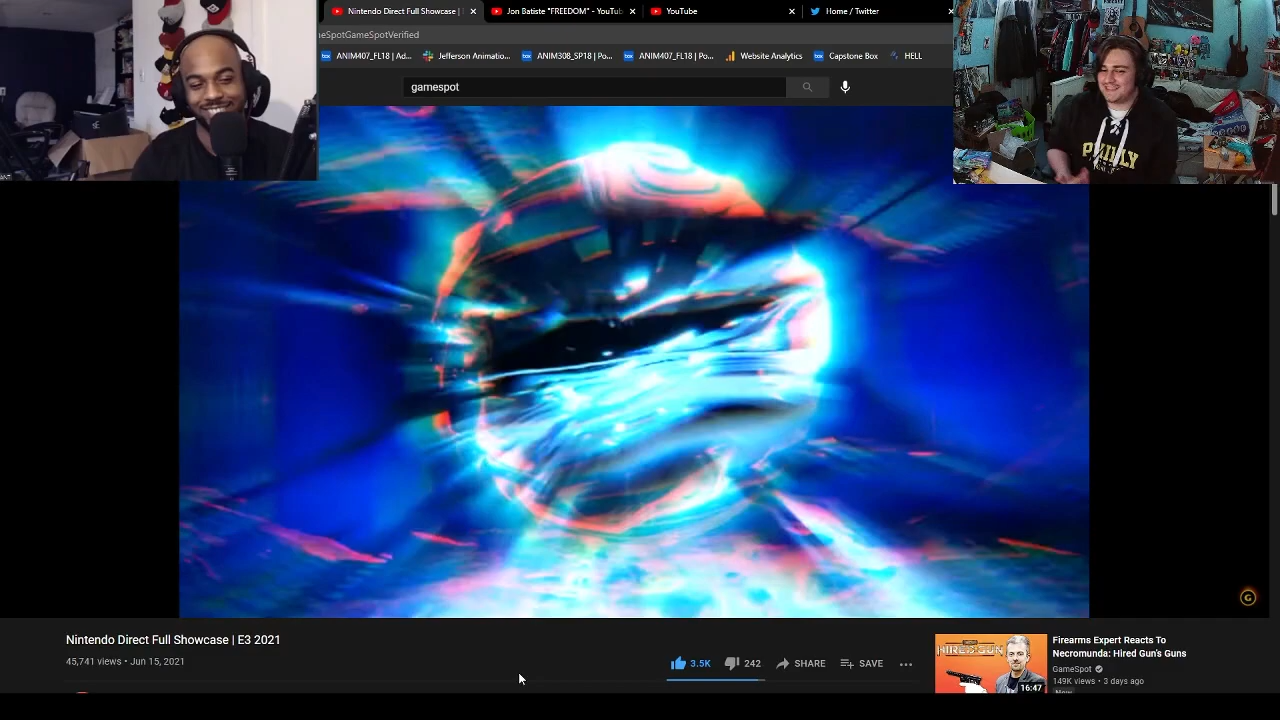 Nintendo Direct Full Showcase |
Jon Batiste "FREEDOM" - YouTub
YouTube
Home / Twitter
eSpotGameSpotVerified
ANIM407_FL18 | Ad...
Jefferson Animatio...
ANIM308_SP18 | Po...
ANIM407_FL18 | Po...
Website Analytics
Capstone Box
HELL
gamespot
PHILLY
G
Nintendo Direct Full Showcase | E3 2021
45,741 views • Jun 15, 2021
3.5K
242
SHARE
SAVE
HIRED GUN
16:47
Firearms Expert Reacts To
Necromunda: Hired Gun's Guns
GameSpot
149K views • 3 days ago